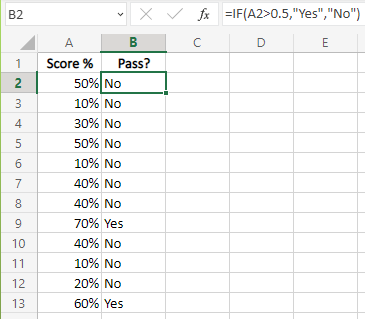 B2 fx =IF(A2>0.5,"Yes","No")
A B C D E
1 Score % Pass?
2 50% No
3 10% No
4 30% No
5 50% No
6 10% No
7 40% No
8 40% No
9 70% Yes
10 40% No
11 10% No
12 20% No
13 60% Yes